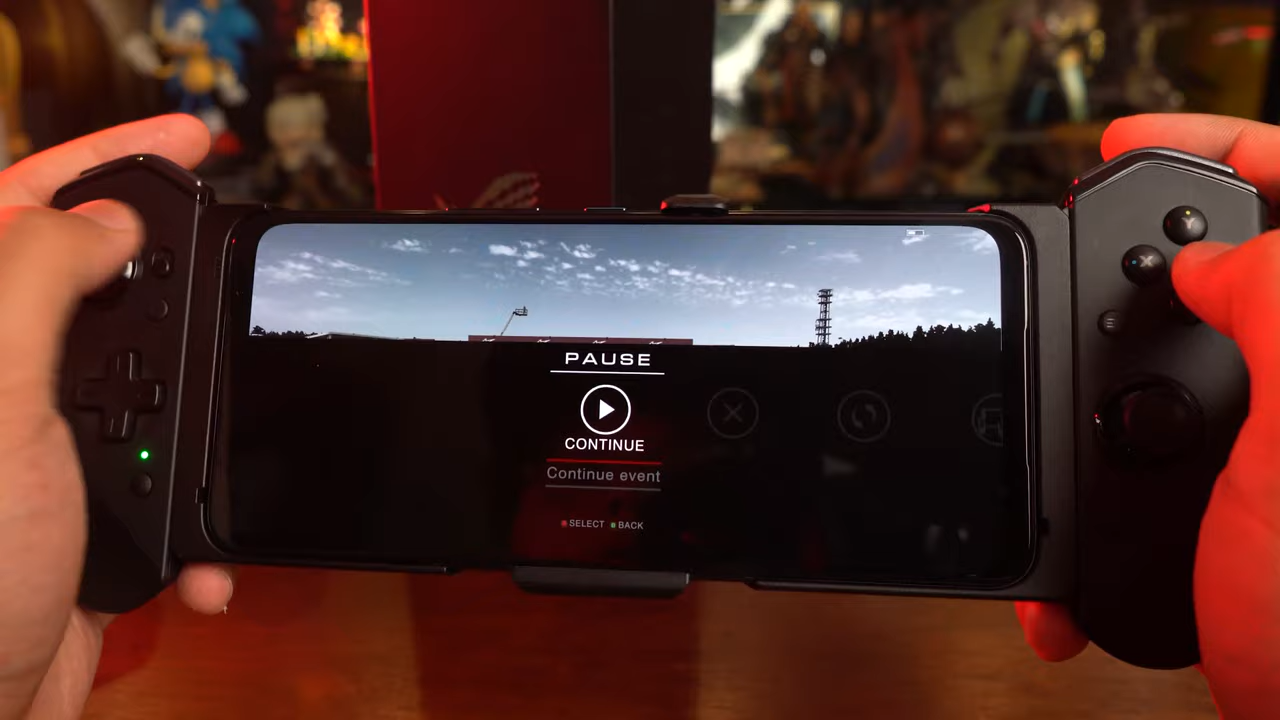 Y
X
PAUSE
CONTINUE
Continue event
SELECT BACK